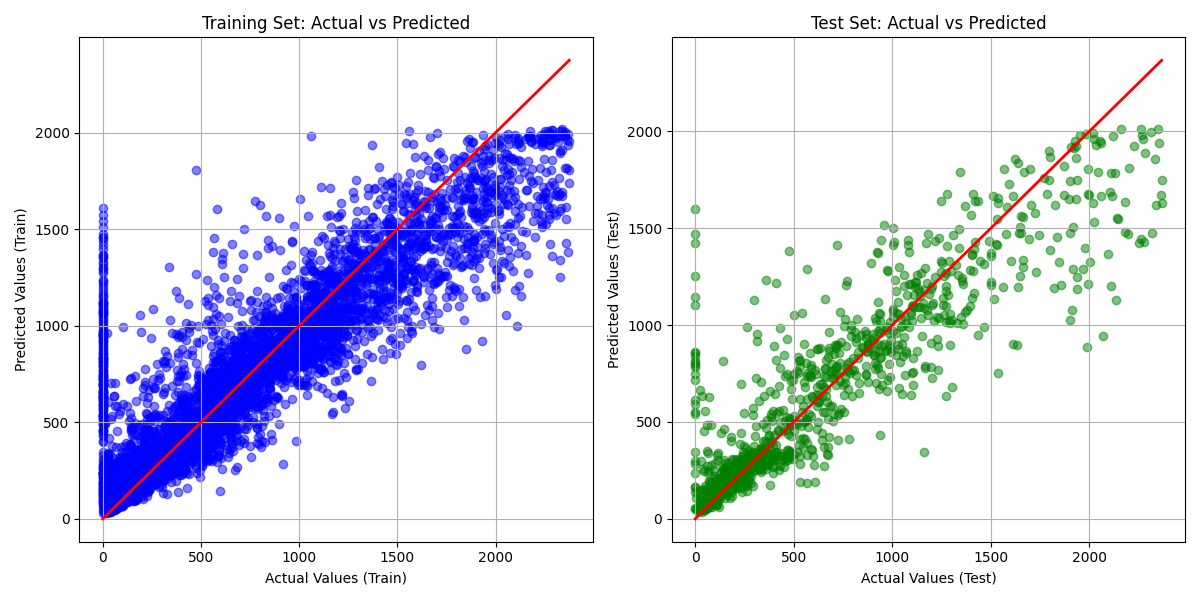 Training Set: Actual vs Predicted
Predicted Values (Train)
2000
1500
1000
500
0
0 500 1000 1500 2000
Actual Values (Train)
Test Set: Actual vs Predicted
Predicted Values (Test)
2000
1500
1000
500
0
0 500 1000 1500 2000
Actual Values (Test)